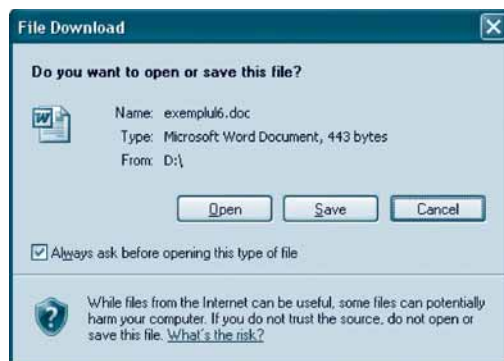 File Download
Do you want to open or save this file?
Name: exemplul6.doc
Type: Microsoft Word Document, 443 bytes
From: D:\
Open Save Cancel
Always ask before opening this type of file
While files from the Internet can be useful, some files can potentially
harm your computer. If you do not trust the source, do not open or
save this file. What's the risk?